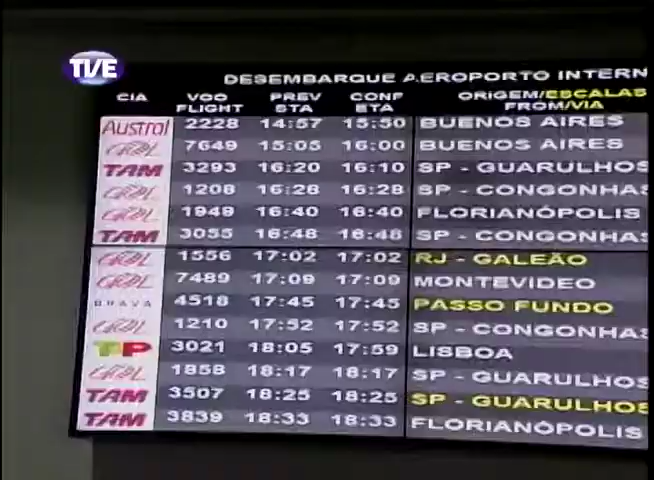 TVE
DESEMBARQUE AEROPORTO INTERN
CIA VOO PREV CONF ORIGEM/ESCALAS
FLIGHT STA ETA FROM/VIA
Austral 2228 14:57 15:50 BUENOS AIRES
GOL 7649 15:05 16:00 BUENOS AIRES
TAM 3293 16:20 16:10 SP - GUARULHOS
GOL 1208 16:28 16:28 SP - CONGONHAS
GOL 1949 16:40 16:40 FLORIANÓPOLIS
TAM 3055 16:48 16:48 SP - CONGONHAS
GOL 1556 17:02 17:02 RJ - GALEÃO
GOL 7489 17:09 17:09 MONTEVIDEO
BRAVA 4518 17:45 17:45 PASSO FUNDO
GOL 1210 17:52 17:52 SP - CONGONHAS
TP 3021 18:05 17:59 LISBOA
GOL 1858 18:17 18:17 SP - GUARULHOS
TAM 3507 18:25 18:25 SP - GUARULHOS
TAM 3839 18:33 18:33 FLORIANÓPOLIS